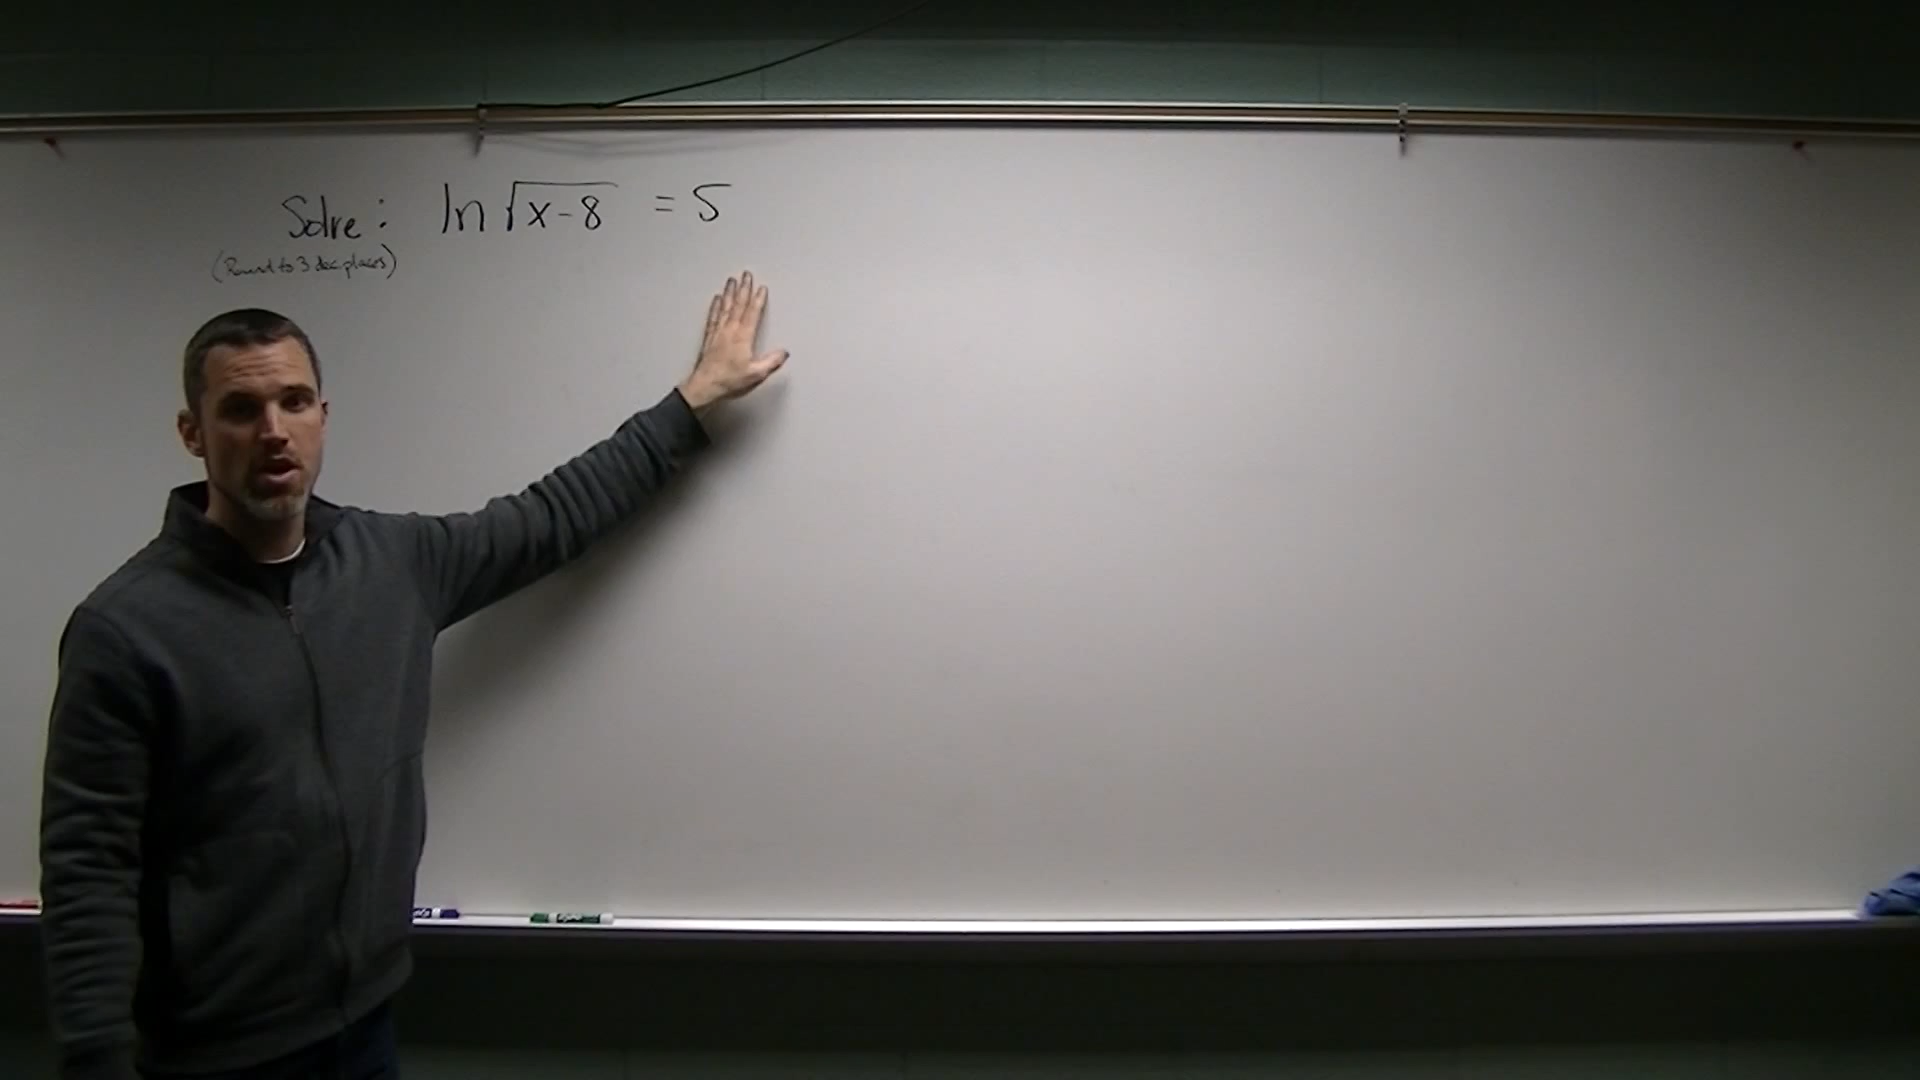 Solve: ln√x-8 = 5
(Round to 3 dec. places)